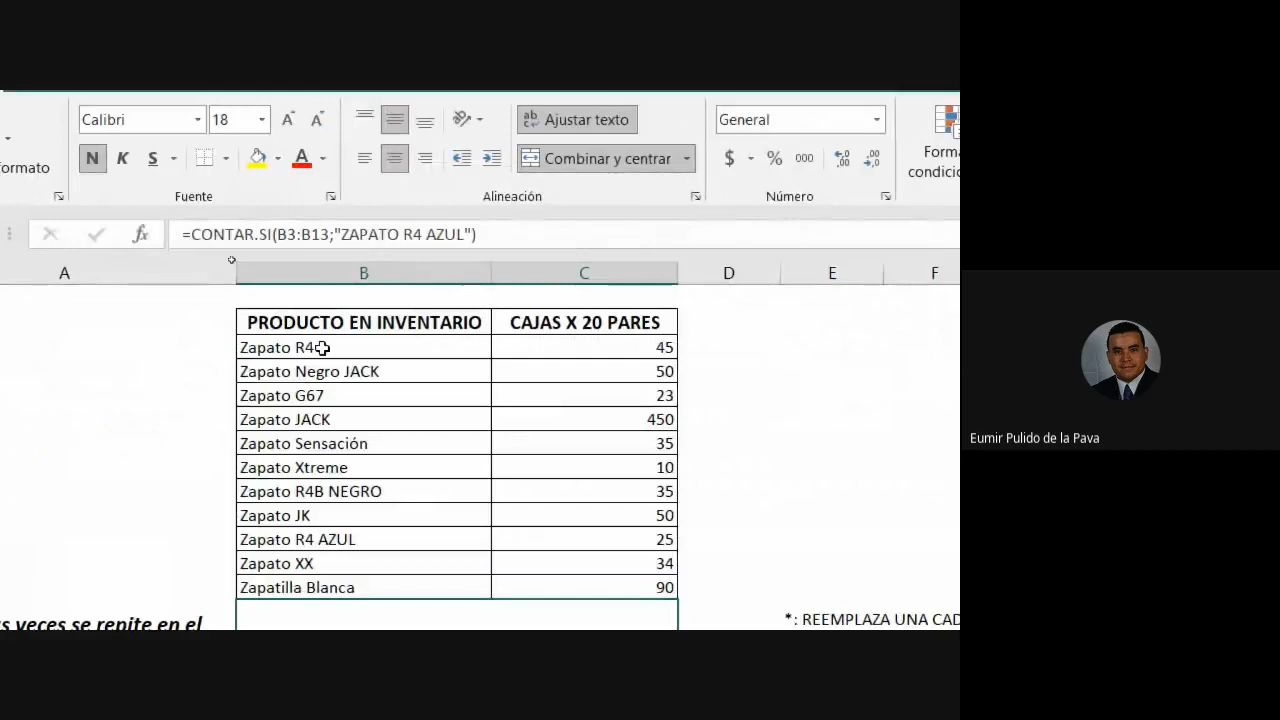 Calibri 18 Ajustar texto General
ormato N K S A Combinar y centrar $ % 000 Forma
condicio
Fuente Alineación Número
fx =CONTAR.SI(B3:B13;"ZAPATO R4 AZUL")
A B C D E F
PRODUCTO EN INVENTARIO CAJAS X 20 PARES
Zapato R4 45
Zapato Negro JACK 50
Zapato G67 23
Zapato JACK 450
Zapato Sensación 35
Zapato Xtreme 10
Zapato R4B NEGRO 35
Zapato JK 50
Zapato R4 AZUL 25
Zapato XX 34
Zapatilla Blanca 90
s veces se repite en el *: REEMPLAZA UNA CAD
Eumir Pulido de la Pava